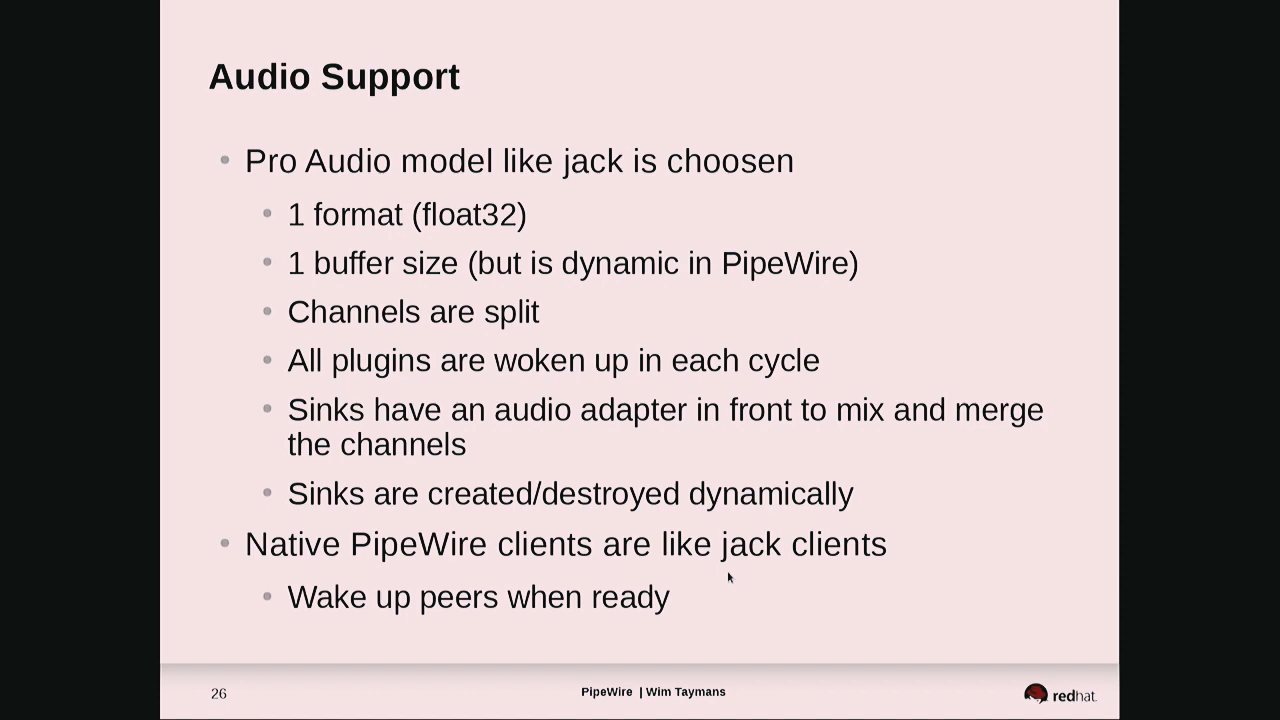 Audio Support
Pro Audio model like jack is choosen
1 format (float32)
1 buffer size (but is dynamic in PipeWire)
Channels are split
All plugins are woken up in each cycle
Sinks have an audio adapter in front to mix and merge
the channels
Sinks are created/destroyed dynamically
Native PipeWire clients are like jack clients
Wake up peers when ready
26
PipeWire | Wim Taymans
redhat.